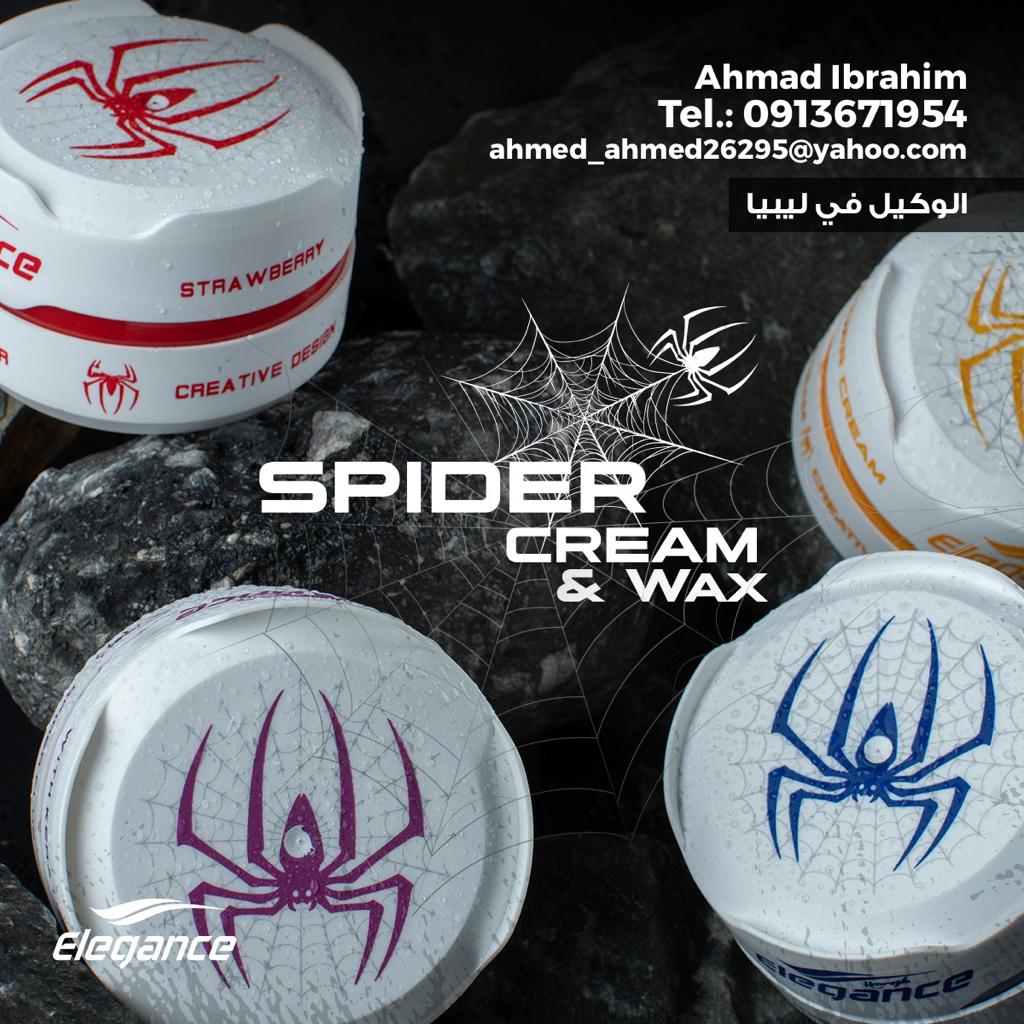 Ahmad Ibrahim
Tel.: 0913671954
ahmed_ahmed26295@yahoo.com
الوكيل في ليبيا
STRAWBERRY
CREATIVE DESIGN
CREAM
SPIDER
CREAM
& WAX
Elegance
elegance